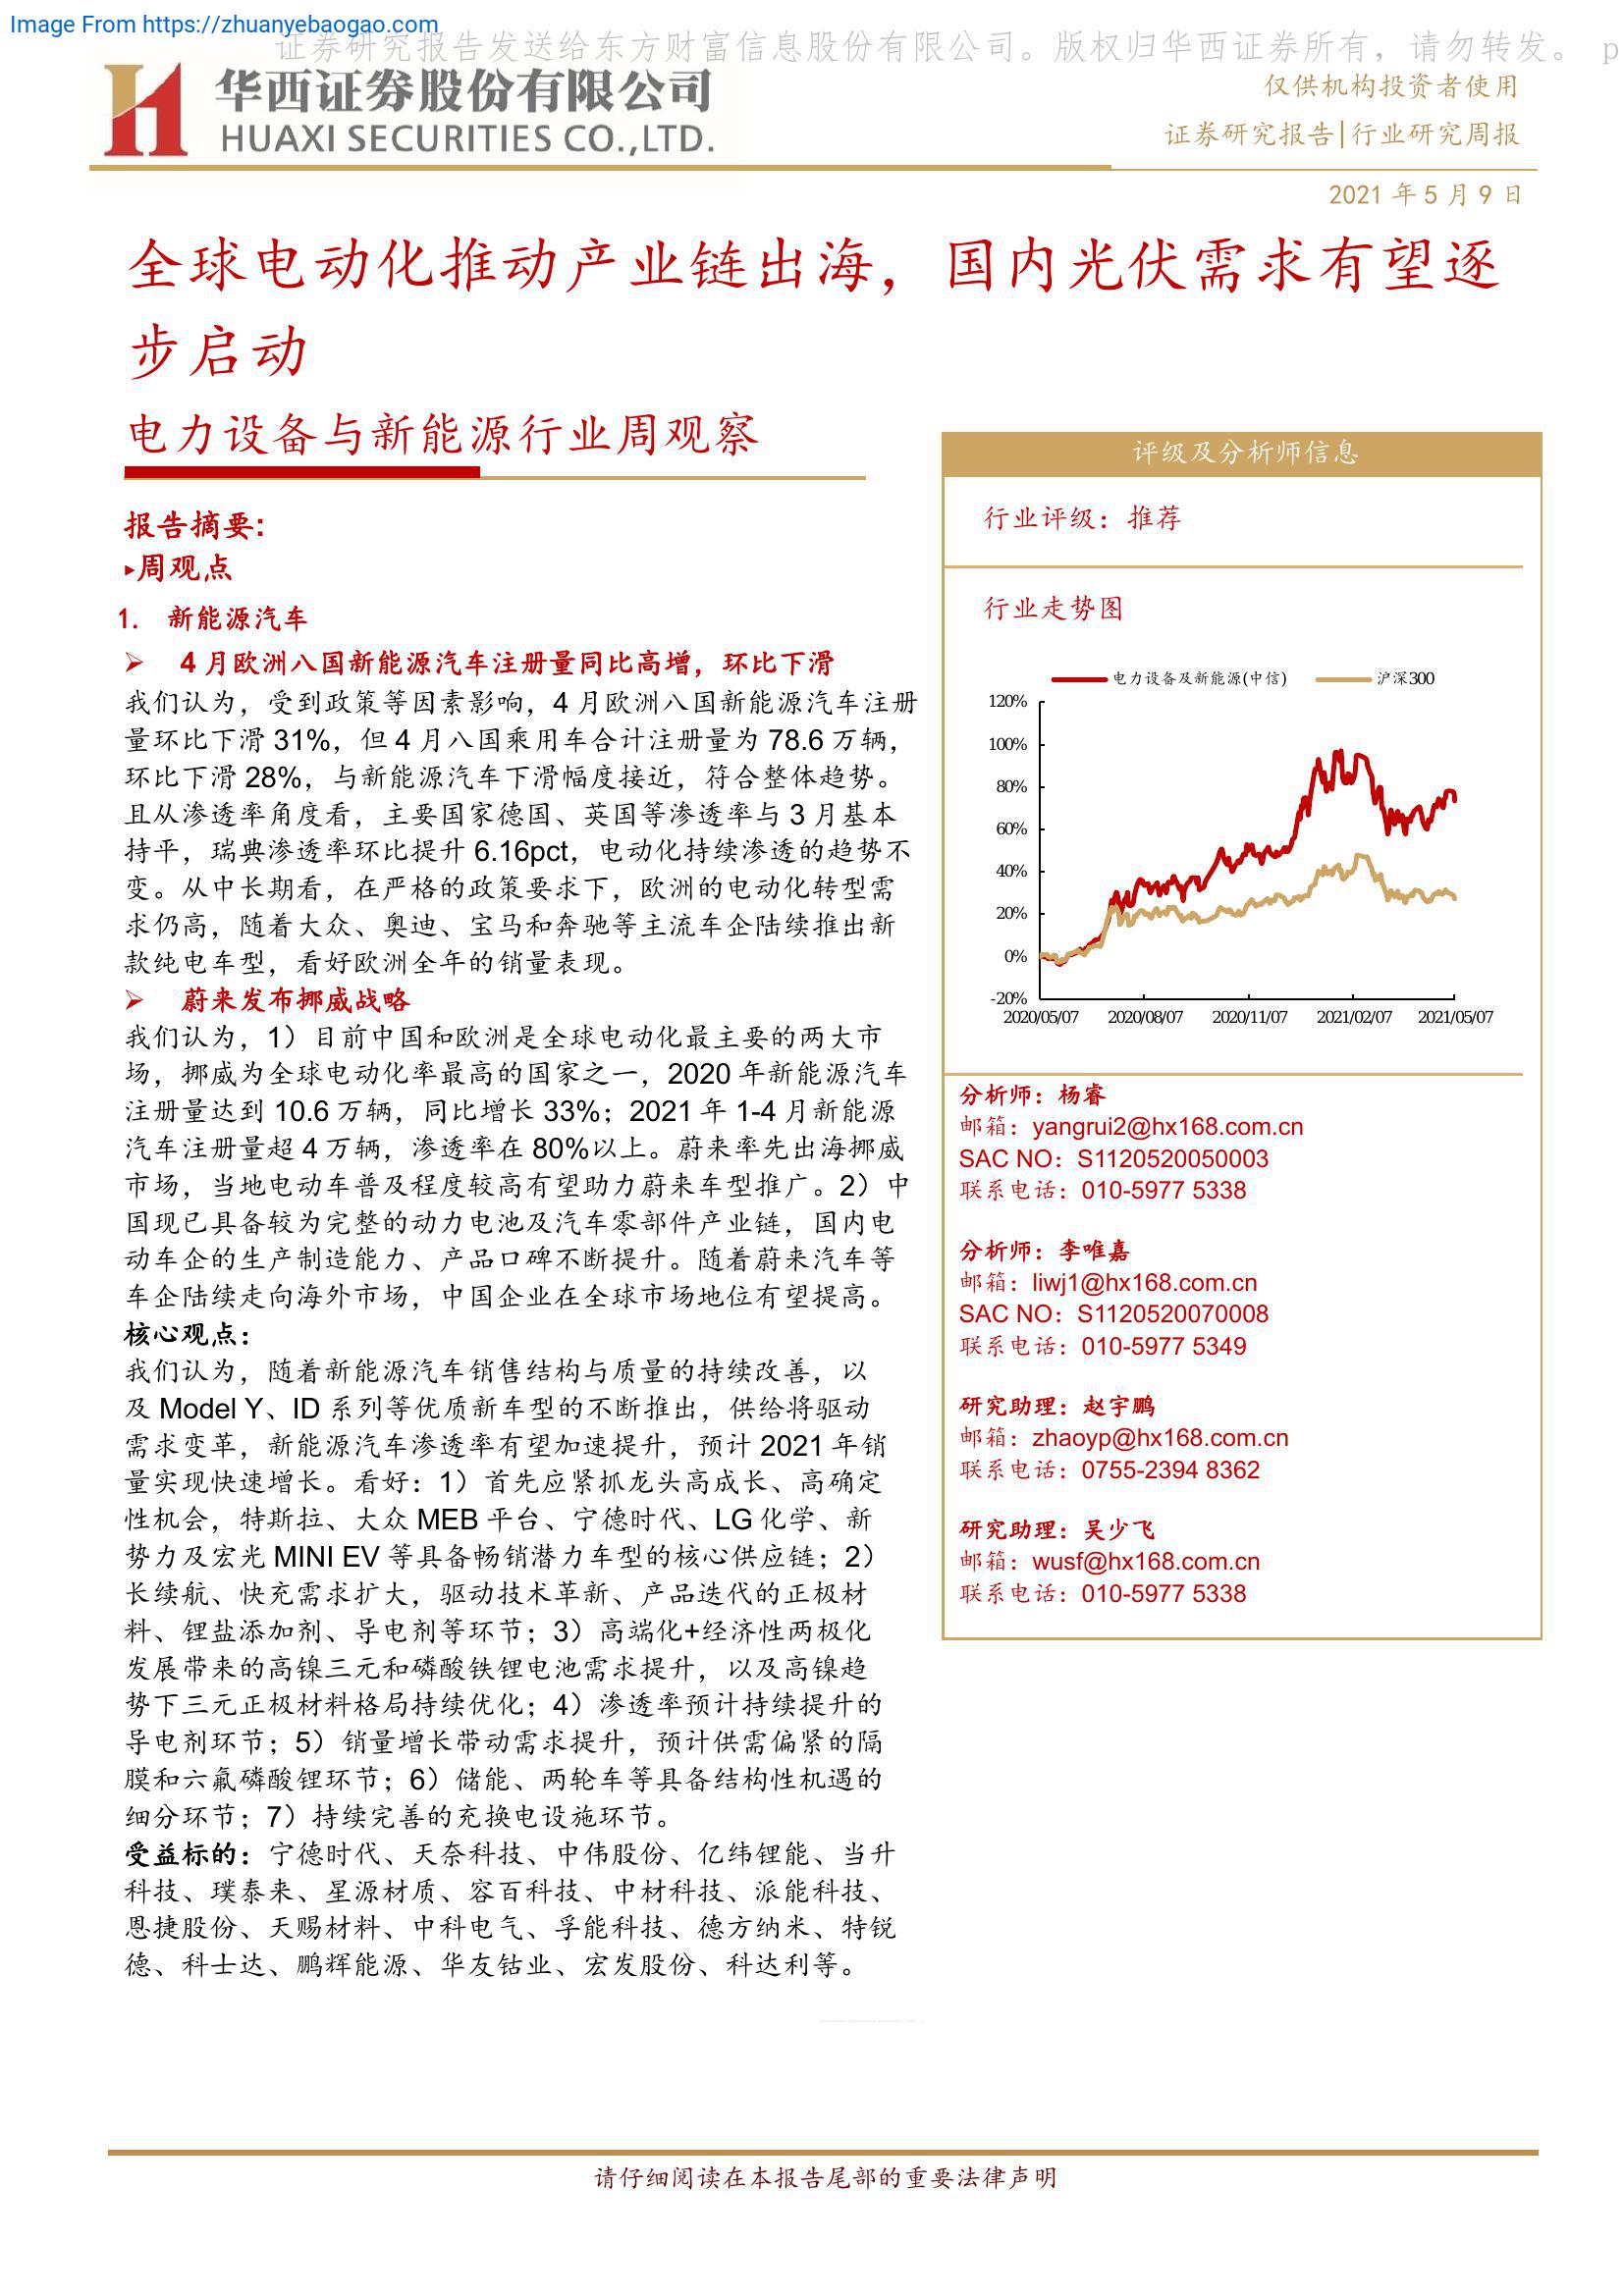 Image From https://zhuanyebaogao.com
证券研究报告发送给东方财富信息股份有限公司。版权归华西证券所有，请勿转发。 p
华西证券股份有限公司
HUAXI SECURITIES CO.,LTD.
仅供机构投资者使用
证券研究报告|行业研究周报
2021 年 5 月 9 日
全球电动化推动产业链出海，国内光伏需求有望逐
步启动
电力设备与新能源行业周观察
报告摘要:
▸周观点
1. 新能源汽车
➢ 4 月欧洲八国新能源汽车注册量同比高增，环比下滑
我们认为，受到政策等因素影响，4 月欧洲八国新能源汽车注册
量环比下滑 31%，但 4 月八国乘用车合计注册量为 78.6 万辆，
环比下滑 28%，与新能源汽车下滑幅度接近，符合整体趋势。
且从渗透率角度看，主要国家德国、英国等渗透率与 3 月基本
持平，瑞典渗透率环比提升 6.16pct，电动化持续渗透的趋势不
变。从中长期看，在严格的政策要求下，欧洲的电动化转型需
求仍高，随着大众、奥迪、宝马和奔驰等主流车企陆续推出新
款纯电车型，看好欧洲全年的销量表现。
➢ 蔚来发布挪威战略
我们认为，1）目前中国和欧洲是全球电动化最主要的两大市
场，挪威为全球电动化率最高的国家之一，2020 年新能源汽车
注册量达到 10.6 万辆，同比增长 33%；2021 年 1-4 月新能源
汽车注册量超 4 万辆，渗透率在 80%以上。蔚来率先出海挪威
市场，当地电动车普及程度较高有望助力蔚来车型推广。2）中
国现已具备较为完整的动力电池及汽车零部件产业链，国内电
动车企的生产制造能力、产品口碑不断提升。随着蔚来汽车等
车企陆续走向海外市场，中国企业在全球市场地位有望提高。
核心观点：
我们认为，随着新能源汽车销售结构与质量的持续改善，以
及 Model Y、ID 系列等优质新车型的不断推出，供给将驱动
需求变革，新能源汽车渗透率有望加速提升，预计 2021 年销
量实现快速增长。看好：1）首先应紧抓龙头高成长、高确定
性机会，特斯拉、大众 MEB 平台、宁德时代、LG 化学、新
势力及宏光 MINI EV 等具备畅销潜力车型的核心供应链；2）
长续航、快充需求扩大，驱动技术革新、产品迭代的正极材
料、锂盐添加剂、导电剂等环节；3）高端化+经济性两极化
发展带来的高镍三元和磷酸铁锂电池需求提升，以及高镍趋
势下三元正极材料格局持续优化；4）渗透率预计持续提升的
导电剂环节；5）销量增长带动需求提升，预计供需偏紧的隔
膜和六氟磷酸锂环节；6）储能、两轮车等具备结构性机遇的
细分环节；7）持续完善的充换电设施环节。
受益标的：宁德时代、天奈科技、中伟股份、亿纬锂能、当升
科技、璞泰来、星源材质、容百科技、中材科技、派能科技、
恩捷股份、天赐材料、中科电气、孚能科技、德方纳米、特锐
德、科士达、鹏辉能源、华友钴业、宏发股份、科达利等。
评级及分析师信息
行业评级：推荐
行业走势图
电力设备及新能源(中信) 沪深300
120%
100%
80%
60%
40%
20%
0%
-20%
2020/05/07 2020/08/07 2020/11/07 2021/02/07 2021/05/07
分析师：杨睿
邮箱：yangrui2@hx168.com.cn
SAC NO：S1120520050003
联系电话：010-5977 5338
分析师：李唯嘉
邮箱：liwj1@hx168.com.cn
SAC NO：S1120520070008
联系电话：010-5977 5349
研究助理：赵宇鹏
邮箱：zhaoyp@hx168.com.cn
联系电话：0755-2394 8362
研究助理：吴少飞
邮箱：wusf@hx168.com.cn
联系电话：010-5977 5338
请仔细阅读在本报告尾部的重要法律声明